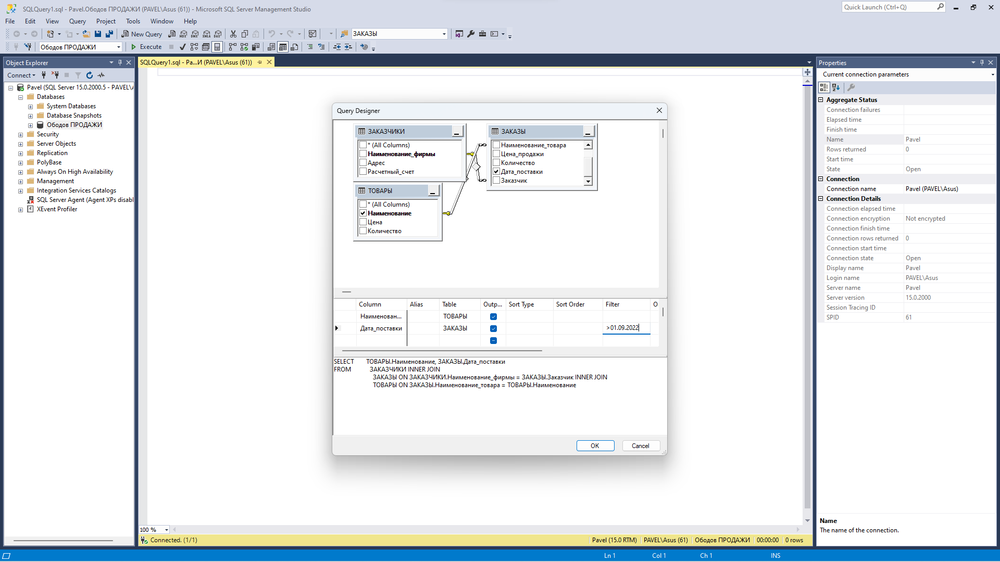 SQLQuery1.sql - Pavel.Ободов ПРОДАЖИ (PAVEL\Asus (61)) - Microsoft SQL Server Management Studio
Quick Launch (Ctrl+Q)
File Edit View Query Project Tools Window Help
New Query
MDX DMX XMLA DAX
ЗАКАЗЫ
Ободов ПРОДАЖИ
Execute
Object Explorer
Connect
Pavel (SQL Server 15.0.2000.5 - PAVEL\A
Databases
System Databases
Database Snapshots
Ободов ПРОДАЖИ
Security
Server Objects
Replication
PolyBase
Always On High Availability
Management
Integration Services Catalogs
SQL Server Agent (Agent XPs disabl
XEvent Profiler
SQLQuery1.sql - Pa...И (PAVEL\Asus (61))
Query Designer
ЗАКАЗЧИКИ
* (All Columns)
Наименование_фирмы
Адрес
Расчетный_счет
ЗАКАЗЫ
Наименование_товара
Цена_продажи
Количество
Дата_поставки
Заказчик
ТОВАРЫ
* (All Columns)
Наименование
Цена
Количество
Column Alias Table Outp... Sort Type Sort Order Filter O
Наименован... ТОВАРЫ
Дата_поставки ЗАКАЗЫ >01.09.2022
SELECT ТОВАРЫ.Наименование, ЗАКАЗЫ.Дата_поставки
FROM ЗАКАЗЧИКИ INNER JOIN
ЗАКАЗЫ ON ЗАКАЗЧИКИ.Наименование_фирмы = ЗАКАЗЫ.Заказчик INNER JOIN
ТОВАРЫ ON ЗАКАЗЫ.Наименование_товара = ТОВАРЫ.Наименование
OK Cancel
100 %
Connected. (1/1)
Pavel (15.0 RTM) PAVEL\Asus (61) Ободов ПРОДАЖИ 00:00:00 0 rows
Properties
Current connection parameters
Aggregate Status
Connection failures
Elapsed time
Finish time
Name Pavel
Rows returned 0
Start time
State Open
Connection
Connection name Pavel (PAVEL\Asus)
Connection Details
Connection elapsed time
Connection encryption Not encrypted
Connection finish time
Connection rows returned 0
Connection start time
Connection state Open
Display name Pavel
Login name PAVEL\Asus
Server name Pavel
Server version 15.0.2000
Session Tracing ID
SPID 61
Name
The name of the connection.
Ln 1 Col 1 Ch 1 INS